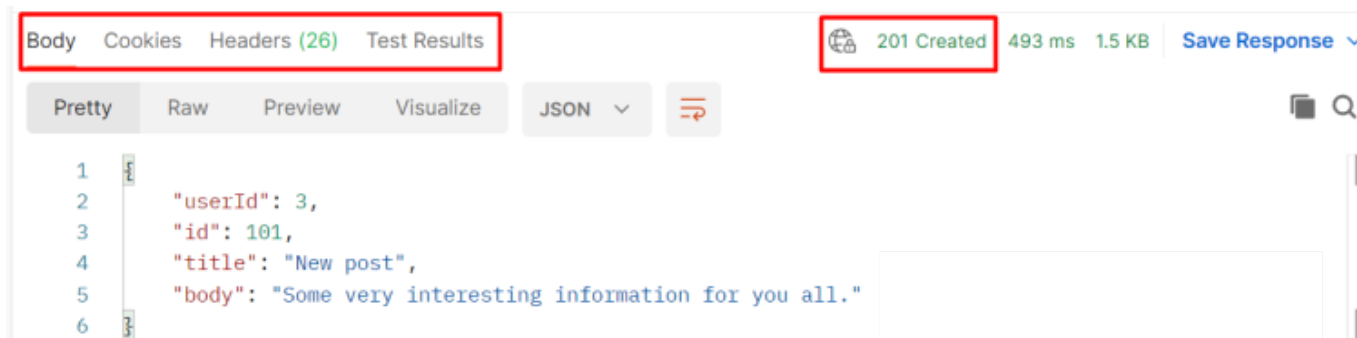 Body Cookies Headers (26) Test Results 201 Created 493 ms 1.5 KB Save Response
Pretty Raw Preview Visualize JSON
1 {
2 "userId": 3,
3 "id": 101,
4 "title": "New post",
5 "body": "Some very interesting information for you all."
6 }